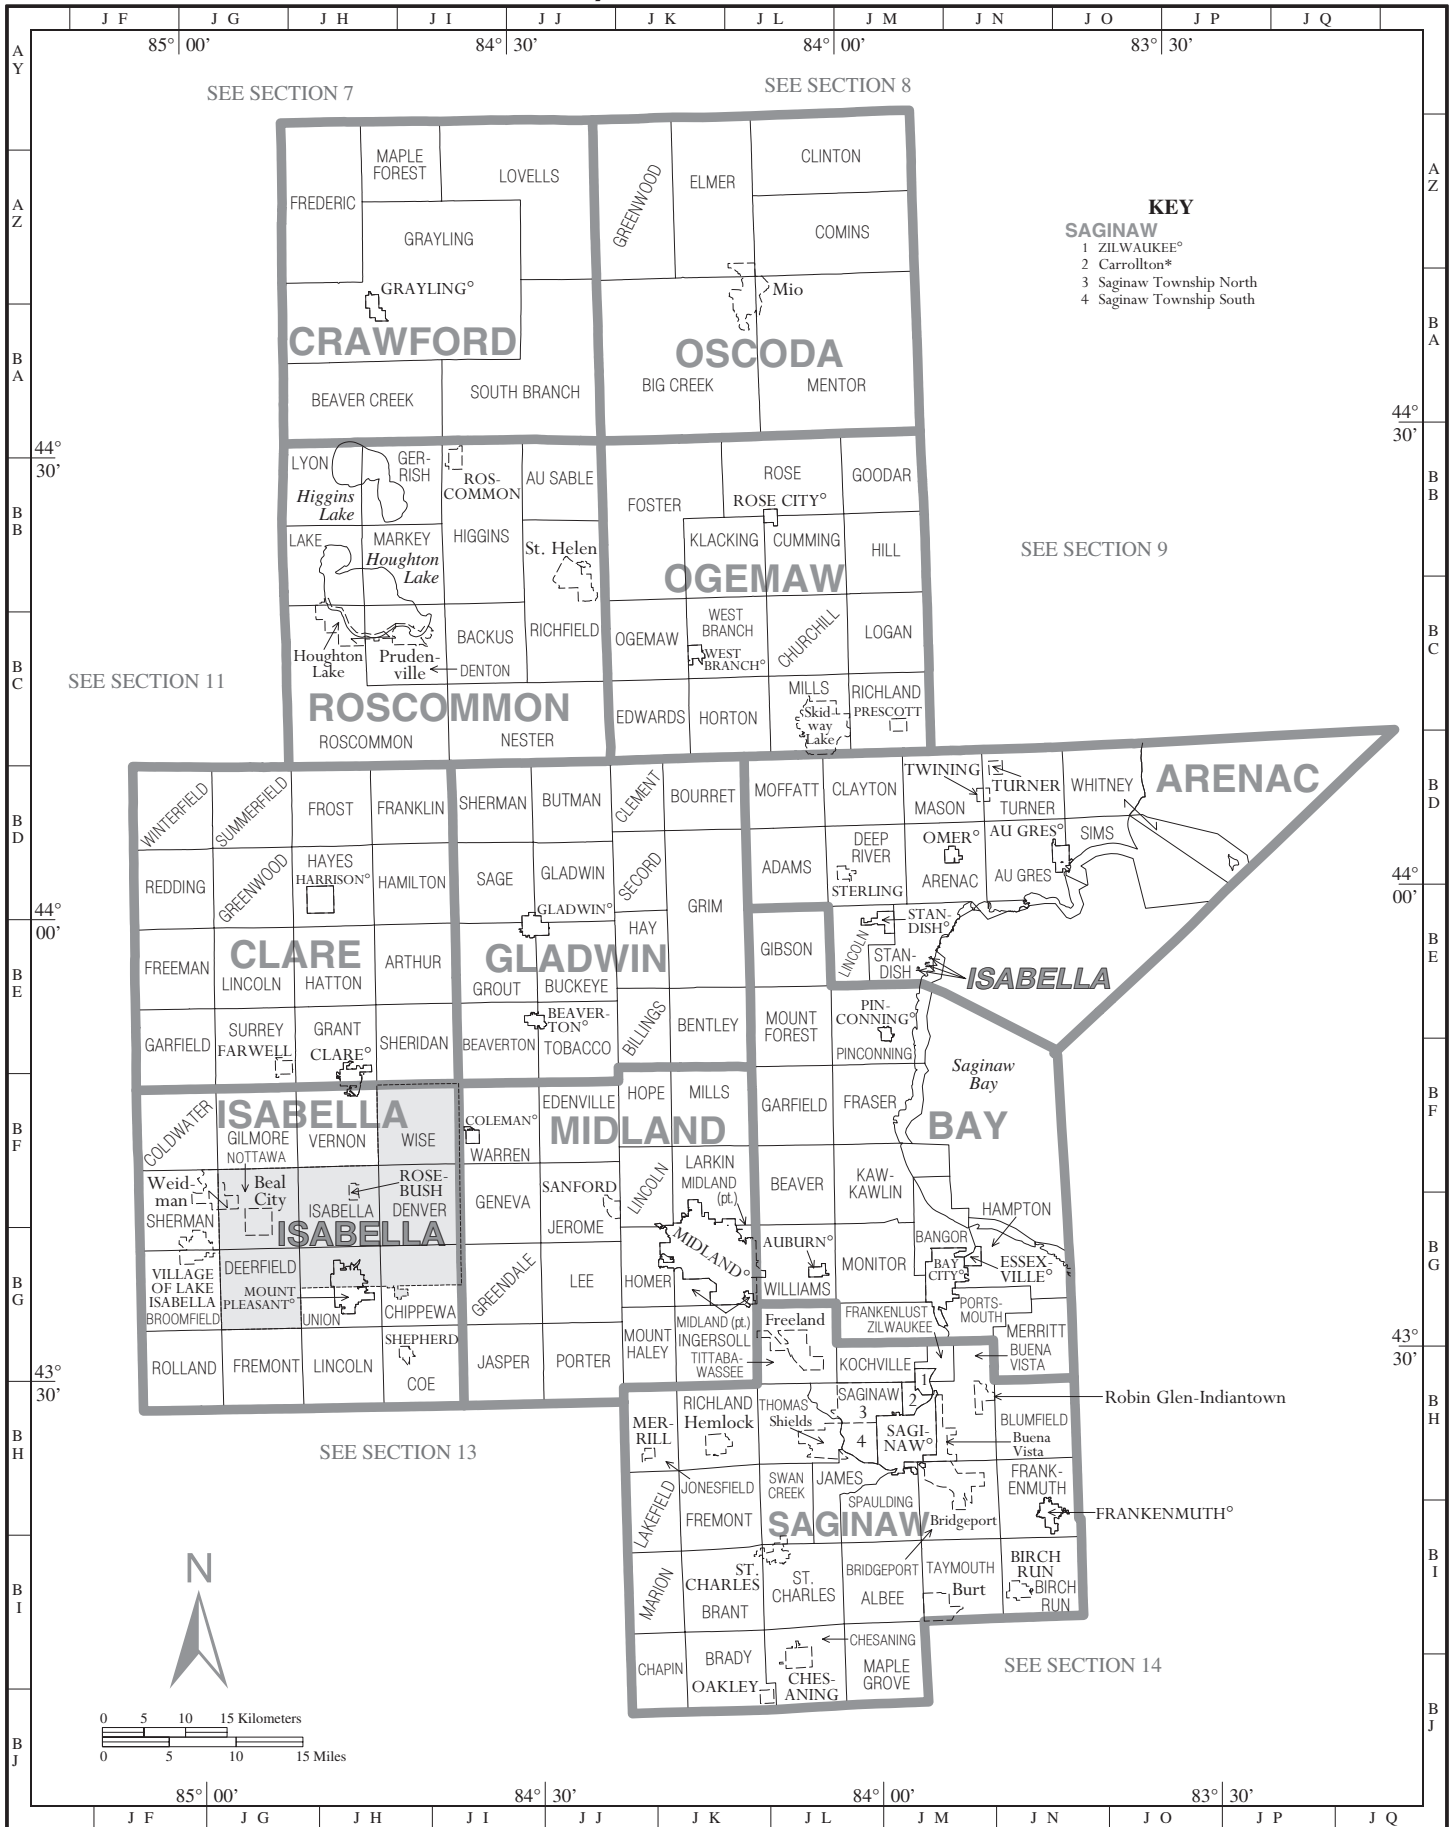 J F
J G
J H
J I
J J
J K
J L
J M
J N
J O
J P
J Q
85° 00'
84° 30'
84° 00'
83° 30'
A
Y
A
Z
B
A
B
B
B
C
B
D
B
E
B
F
B
G
B
H
B
I
B
J
44°
30'
44°
00'
43°
30'
SEE SECTION 7
SEE SECTION 8
KEY
SAGINAW
1 ZILWAUKEE°
2 Carrollton*
3 Saginaw Township North
4 Saginaw Township South
MAPLE
FOREST
LOVELLS
FREDERIC
GRAYLING
GRAYLING°
CRAWFORD
BEAVER CREEK
SOUTH BRANCH
GREENWOOD
ELMER
CLINTON
COMINS
Mio
OSCODA
BIG CREEK
MENTOR
SEE SECTION 9
SEE SECTION 11
LYON
GER-
RISH
Higgins
Lake
ROS-
COMMON
AU SABLE
LAKE
MARKEY
Houghton
Lake
HIGGINS
St. Helen
BACKUS
RICHFIELD
Houghton
Lake
Pruden-
ville
DENTON
ROSCOMMON
ROSCOMMON
NESTER
FOSTER
ROSE
GOODAR
ROSE CITY°
KLACKING
CUMMING
HILL
OGEMAW
OGEMAW
WEST
BRANCH
WEST
BRANCH°
CHURCHILL
LOGAN
EDWARDS
HORTON
MILLS
Skid-
way
Lake
RICHLAND
PRESCOTT
WINTERFIELD
SUMMERFIELD
FROST
FRANKLIN
REDDING
GREENWOOD
HAYES
HARRISON°
HAMILTON
CLARE
FREEMAN
LINCOLN
HATTON
ARTHUR
GARFIELD
SURREY
FARWELL
GRANT
CLARE°
SHERIDAN
SHERMAN
BUTMAN
CLEMENT
BOURRET
SAGE
GLADWIN
SECORD
GRIM
GLADWIN°
HAY
GLADWIN
GROUT
BUCKEYE
BEAVER-
TON°
BEAVERTON
TOBACCO
BILLINGS
BENTLEY
MOFFATT
CLAYTON
TWINING
MASON
TURNER
TURNER
WHITNEY
ARENAC
ADAMS
DEEP
RIVER
STERLING
OMER°
ARENAC
AU GRES°
AU GRES
SIMS
LINCOLN
STAN-
DISH°
STAN-
DISH
ISABELLA
GIBSON
MOUNT
FOREST
PIN-
CONNING°
PINCONNING
Saginaw
Bay
BAY
GARFIELD
FRASER
BEAVER
KAW-
KAWLIN
HAMPTON
BANGOR
AUBURN°
MONITOR
BAY
CITY°
ESSEX-
VILLE°
WILLIAMS
FRANKENLUST
PORTS-
MOUTH
MERRITT
ISABELLA
COLDWATER
GILMORE
NOTTAWA
VERNON
WISE
Weid-
man
Beal
City
ROSE-
BUSH
SHERMAN
ISABELLA
DENVER
ISABELLA
DEERFIELD
VILLAGE
OF LAKE
ISABELLA
BROOMFIELD
MOUNT
PLEASANT°
UNION
CHIPPEWA
SHEPHERD
ROLLAND
FREMONT
LINCOLN
COE
MIDLAND
COLEMAN°
WARREN
EDENVILLE
HOPE
MILLS
GENEVA
SANFORD
JEROME
LINCOLN
LARKIN
MIDLAND
(pt.)
MIDLAND°
GREENDALE
LEE
HOMER
JASPER
PORTER
MOUNT
HALEY
MIDLAND (pt.)
INGERSOLL
TITTABA-
WASSEE
Freeland
ZILWAUKEE
KOCHVILLE
BUENA
VISTA
1
Robin Glen-Indiantown
RICHLAND
Hemlock
THOMAS
Shields
SAGINAW
3
2
4
SAGI-
NAW°
BLUMFIELD
Buena
Vista
MER-
RILL
JONESFIELD
SWAN
CREEK
JAMES
SPAULDING
FRANK-
ENMUTH
FRANKENMUTH°
LAKEFIELD
FREMONT
SAGINAW
Bridgeport
MARION
ST.
CHARLES
BRANT
ST.
CHARLES
BRIDGEPORT
ALBEE
TAYMOUTH
Burt
BIRCH
RUN
BIRCH
RUN
CHAPIN
BRADY
OAKLEY
CHES-
ANING
CHESANING
MAPLE
GROVE
SEE SECTION 13
SEE SECTION 14
N
0 5 10 15 Kilometers
0 5 10 15 Miles
44°
30'
44°
00'
43°
30'
A
Z
B
A
B
B
B
C
B
D
B
E
B
F
B
G
B
H
B
I
B
J
85° 00'
84° 30'
84° 00'
83° 30'
J F
J G
J H
J I
J J
J K
J L
J M
J N
J O
J P
J Q